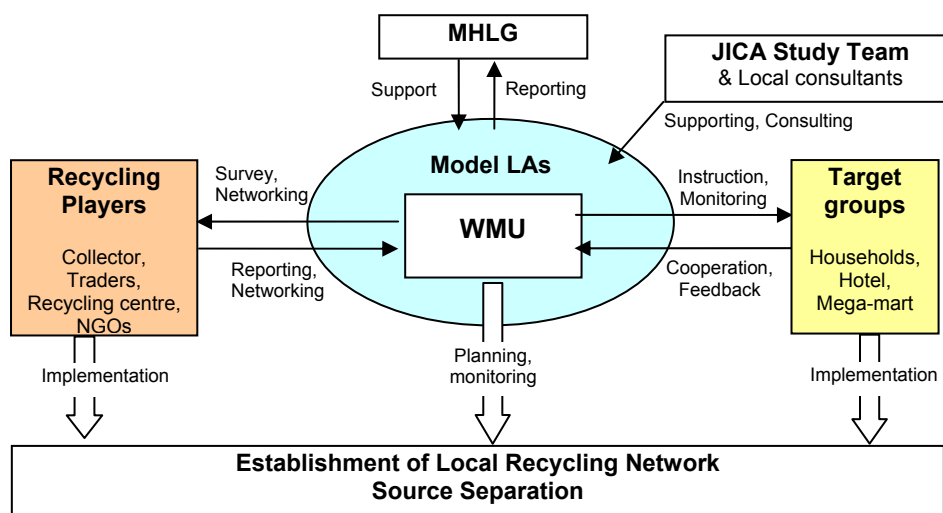 MHLG
JICA Study Team
& Local consultants
Support
Reporting
Supporting, Consulting
Model LAs
WMU
Recycling
Players
Collector,
Traders,
Recycling centre,
NGOs
Survey,
Networking
Reporting,
Networking
Instruction,
Monitoring
Cooperation,
Feedback
Target
groups
Households,
Hotel,
Mega-mart
Implementation
Planning,
monitoring
Implementation
Establishment of Local Recycling Network
Source Separation